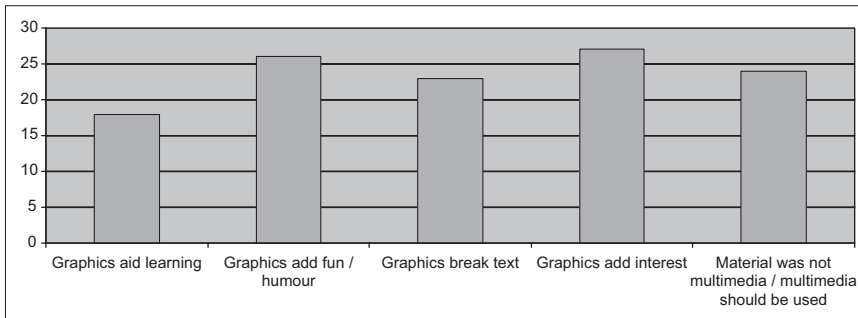 30
25
20
15
10
5
0
Graphics aid learning
Graphics add fun /
humour
Graphics break text
Graphics add interest
Material was not
multimedia / multimedia
should be used